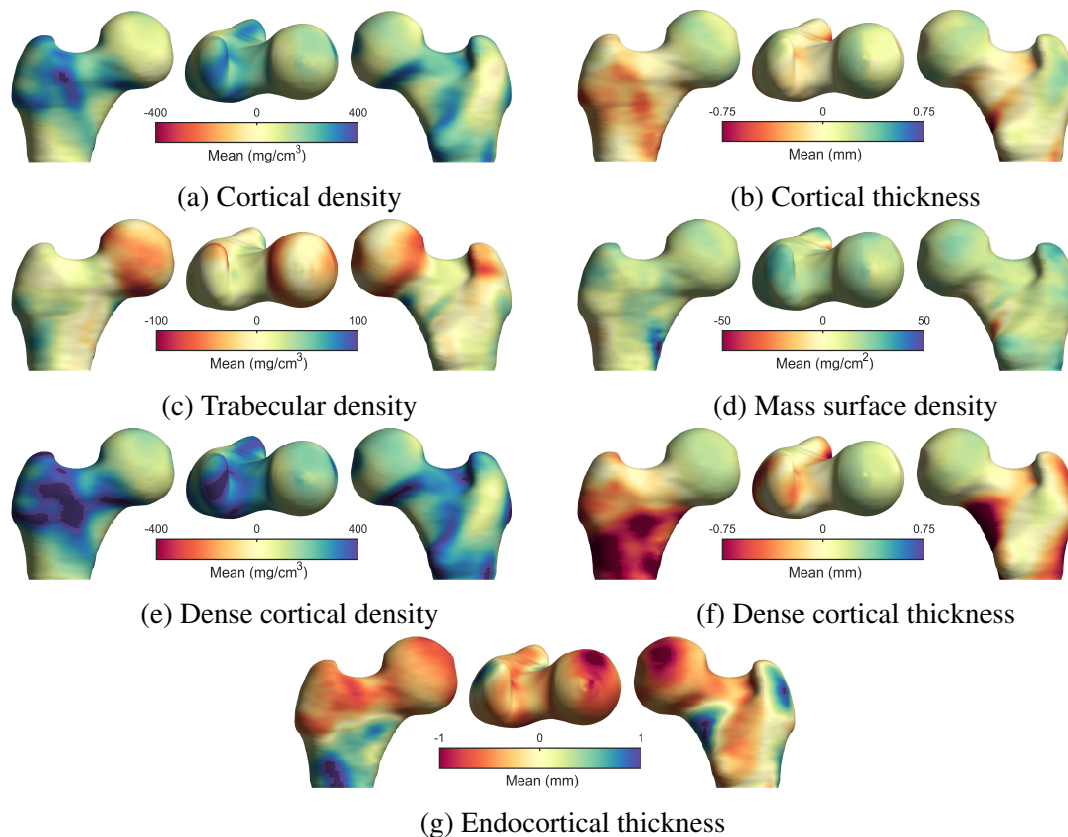 -400 0 400
Mean (mg/cm³)
(a) Cortical density
-0.75 0 0.75
Mean (mm)
(b) Cortical thickness
-100 0 100
Mean (mg/cm³)
(c) Trabecular density
-50 0 50
Mean (mg/cm²)
(d) Mass surface density
-400 0 400
Mean (mg/cm³)
(e) Dense cortical density
-0.75 0 0.75
Mean (mm)
(f) Dense cortical thickness
-1 0 1
Mean (mm)
(g) Endocortical thickness